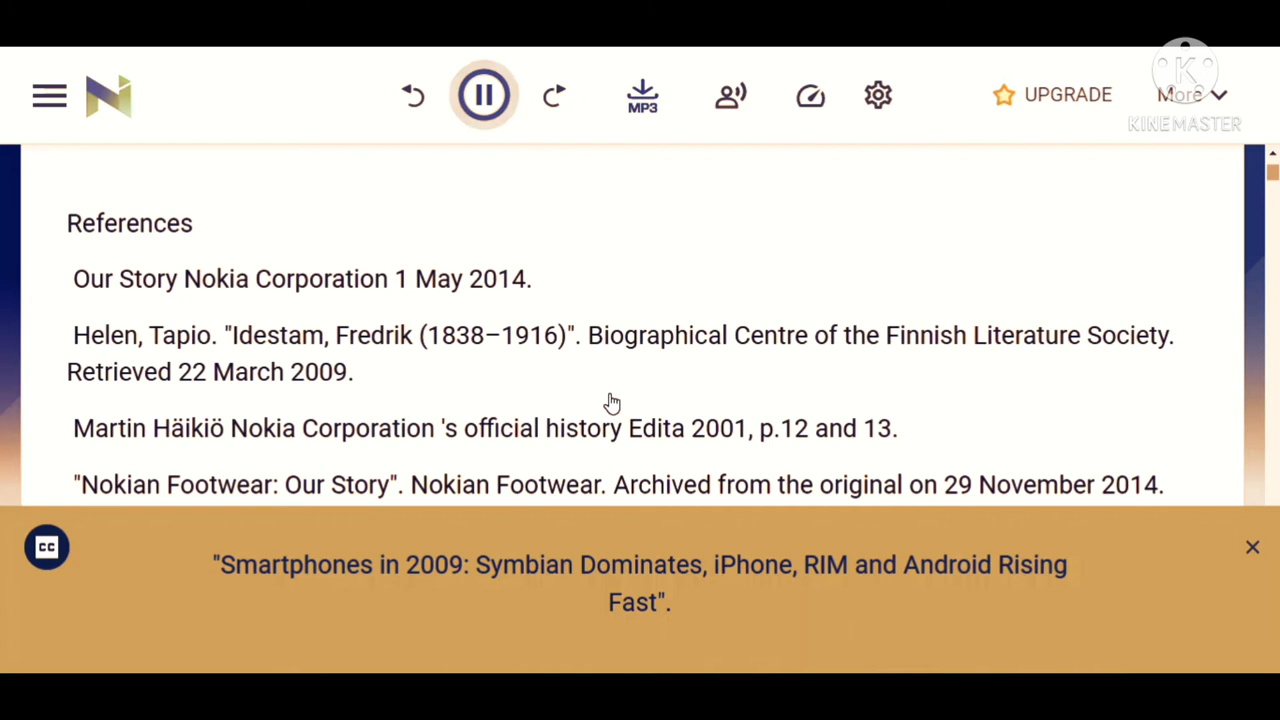 MP3
UPGRADE
More
KINEMASTER
References
Our Story Nokia Corporation 1 May 2014.
Helen, Tapio. "Idestam, Fredrik (1838–1916)". Biographical Centre of the Finnish Literature Society.
Retrieved 22 March 2009.
Martin Häikiö Nokia Corporation 's official history Edita 2001, p.12 and 13.
"Nokian Footwear: Our Story". Nokian Footwear. Archived from the original on 29 November 2014.
CC
"Smartphones in 2009: Symbian Dominates, iPhone, RIM and Android Rising
Fast".